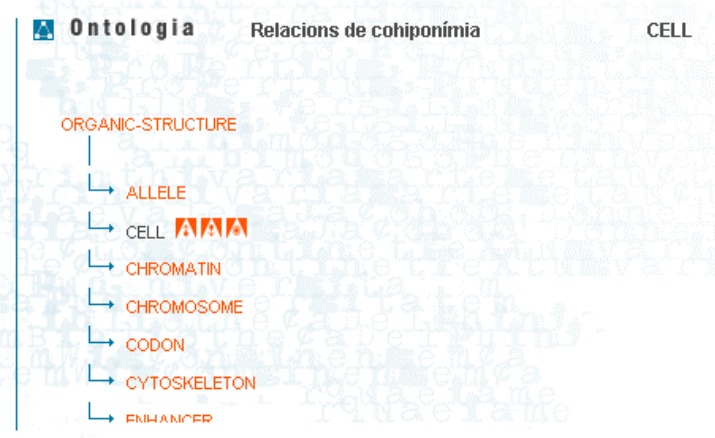 Ontologia Relacions de cohiponímia CELL
ORGANIC-STRUCTURE
ALLELE
CELL
CHROMATIN
CHROMOSOME
CODON
CYTOSKELETON
ENHANCER